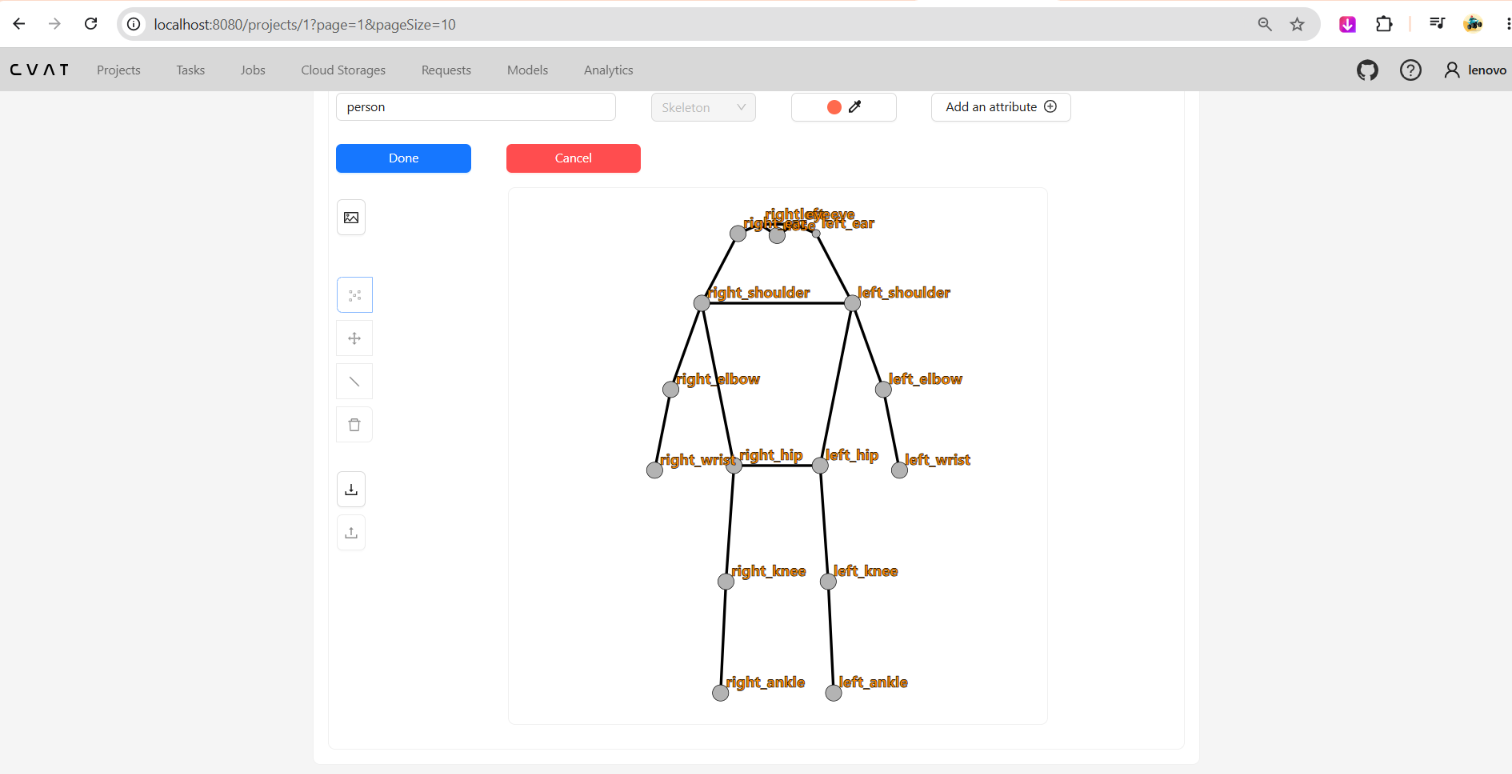 localhost:8080/projects/1?page=1&pageSize=10
CVAT Projects Tasks Jobs Cloud Storages Requests Models Analytics lenovo
person Skeleton Add an attribute
Done Cancel
left_ear
right_shoulder left_shoulder
right_elbow left_elbow
right_wrist right_hip left_hip left_wrist
right_knee left_knee
right_ankle left_ankle